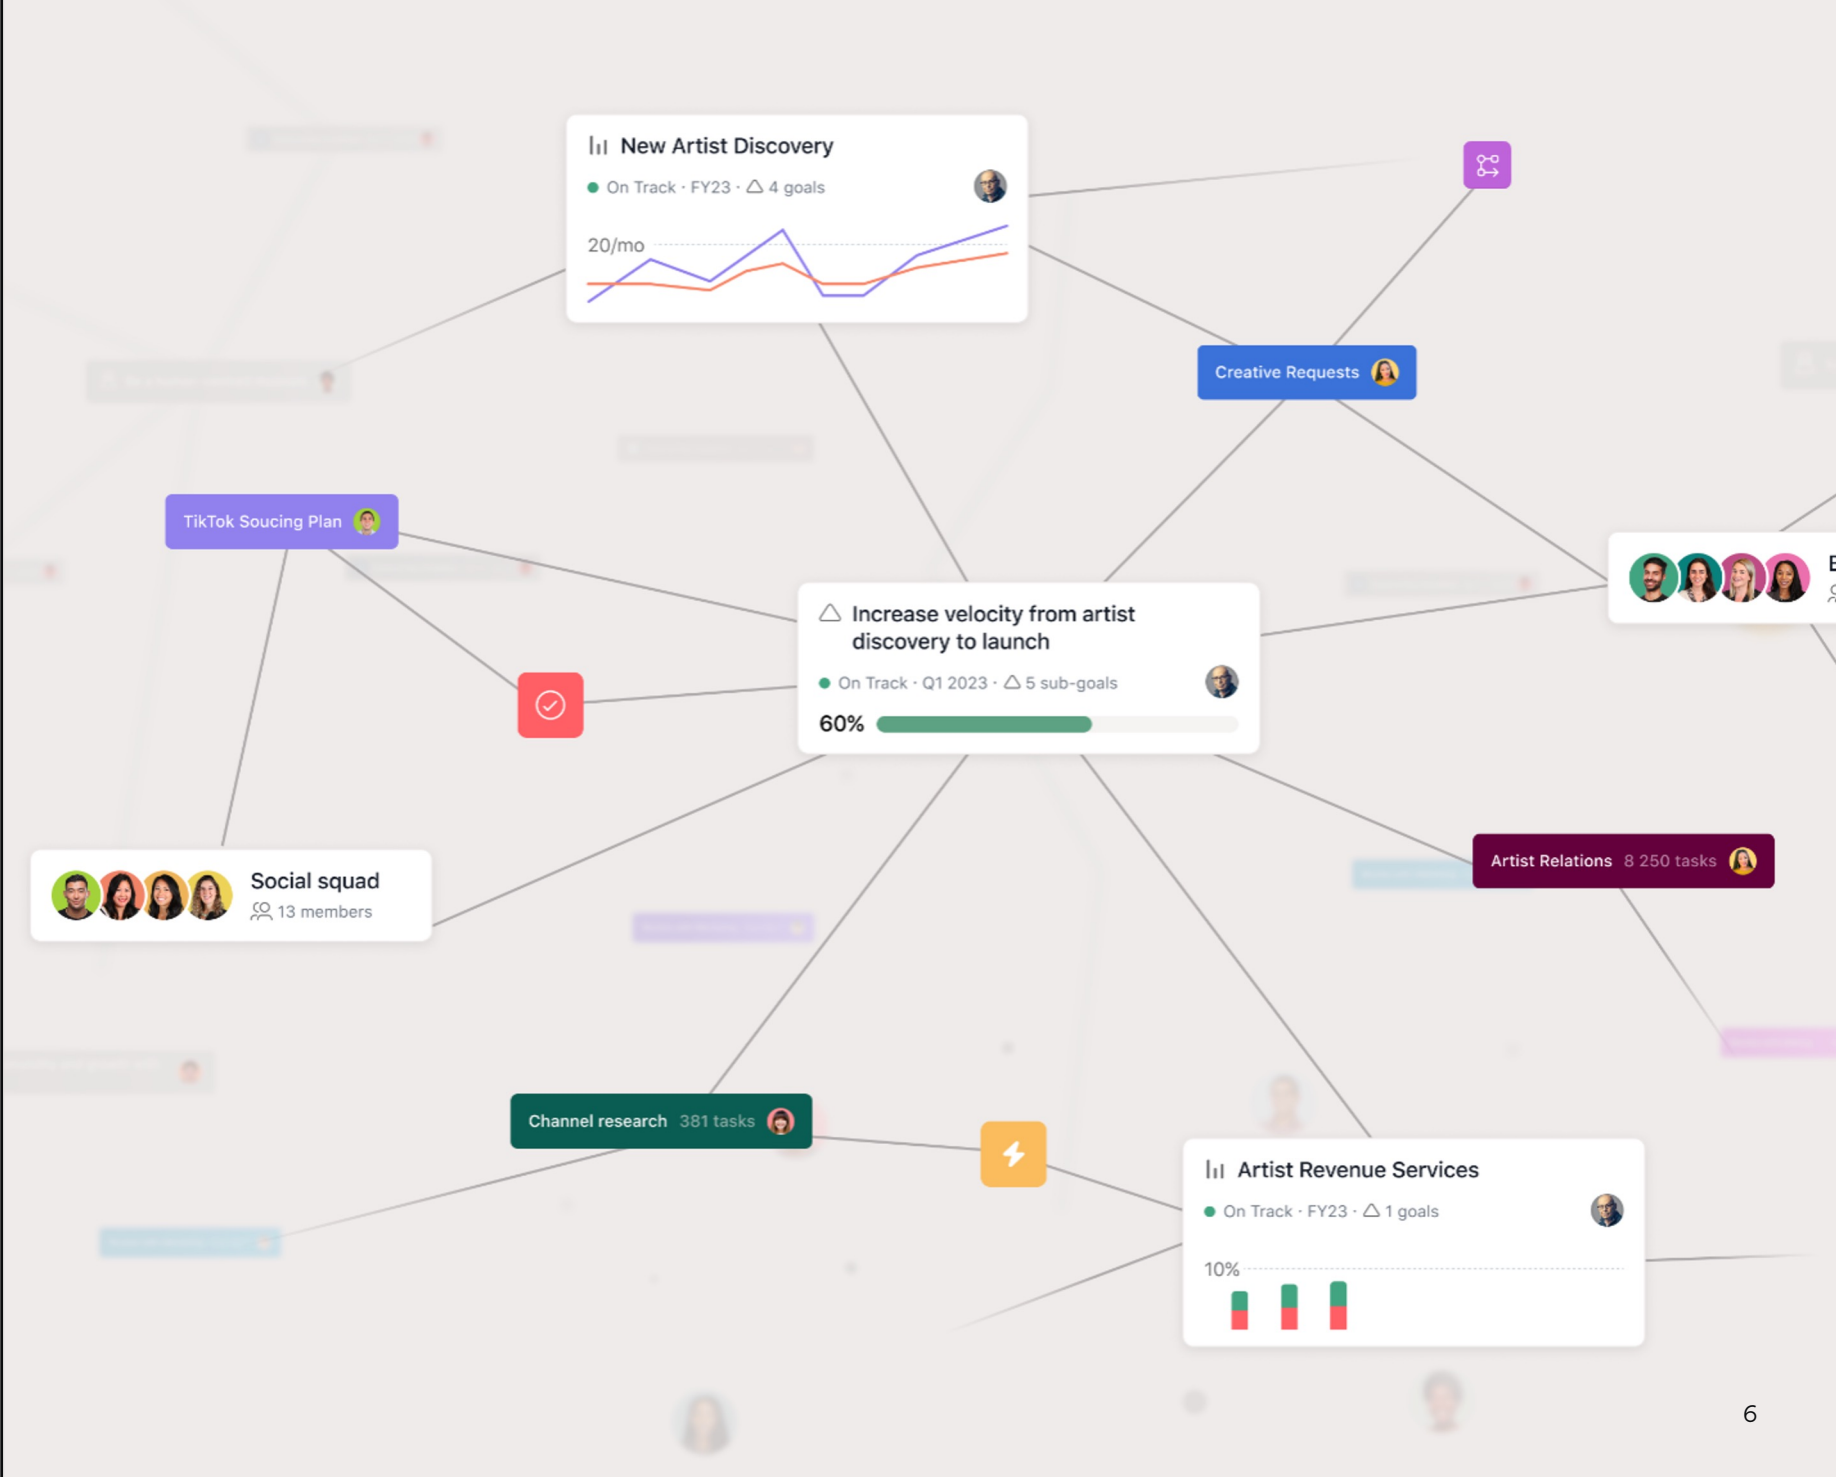 New Artist Discovery
On Track · FY23 · 4 goals
20/mo
Creative Requests
TikTok Soucing Plan
Increase velocity from artist
discovery to launch
On Track · Q1 2023 · 5 sub-goals
60%
Social squad
13 members
Artist Relations 8 250 tasks
Channel research 381 tasks
Artist Revenue Services
On Track · FY23 · 1 goals
10%
6